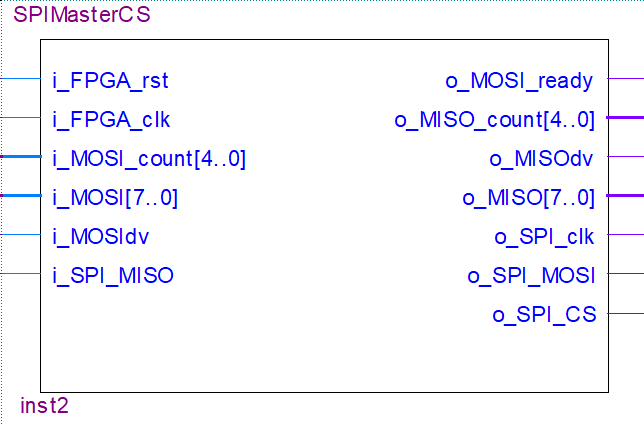 SPIMasterCS
i_FPGA_rst o_MOSI_ready
i_FPGA_clk o_MISO_count[4..0]
i_MOSI_count[4..0] o_MISOdv
i_MOSI[7..0] o_MISO[7..0]
i_MOSIdv o_SPI_clk
i_SPI_MISO o_SPI_MOSI
o_SPI_CS
inst2